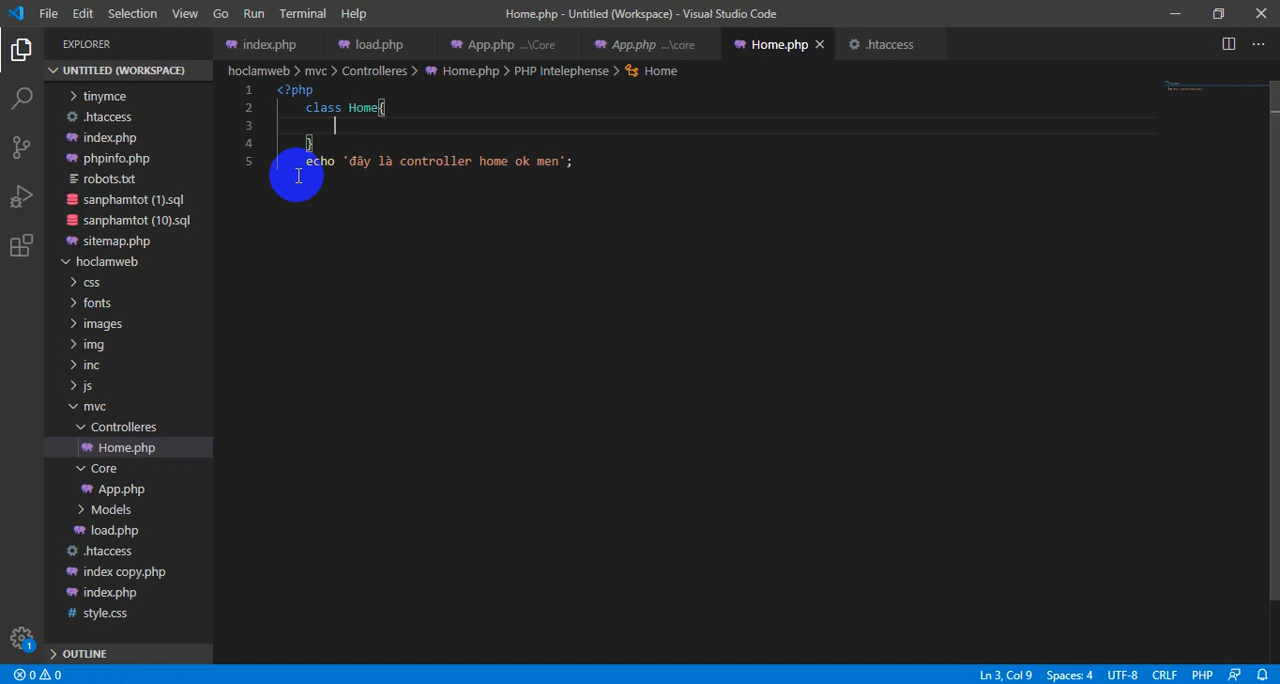 File Edit Selection View Go Run Terminal Help Home.php - Untitled (Workspace) - Visual Studio Code
EXPLORER
index.php load.php App.php ...\Core App.php ...\core Home.php .htaccess
UNTITLED (WORKSPACE)
hoclamweb > mvc > Controlleres > Home.php > PHP Intelephense > Home
tinymce
.htaccess
index.php
phpinfo.php
robots.txt
sanphamtot (1).sql
sanphamtot (10).sql
sitemap.php
hoclamweb
css
fonts
images
img
inc
js
mvc
Controlleres
Home.php
Core
App.php
Models
load.php
.htaccess
index copy.php
index.php
style.css
OUTLINE
1 <?php
2 class Home{
3
4 }
5 echo 'đây là controller home ok men';
1
0 0 Ln 3, Col 9 Spaces: 4 UTF-8 CRLF PHP